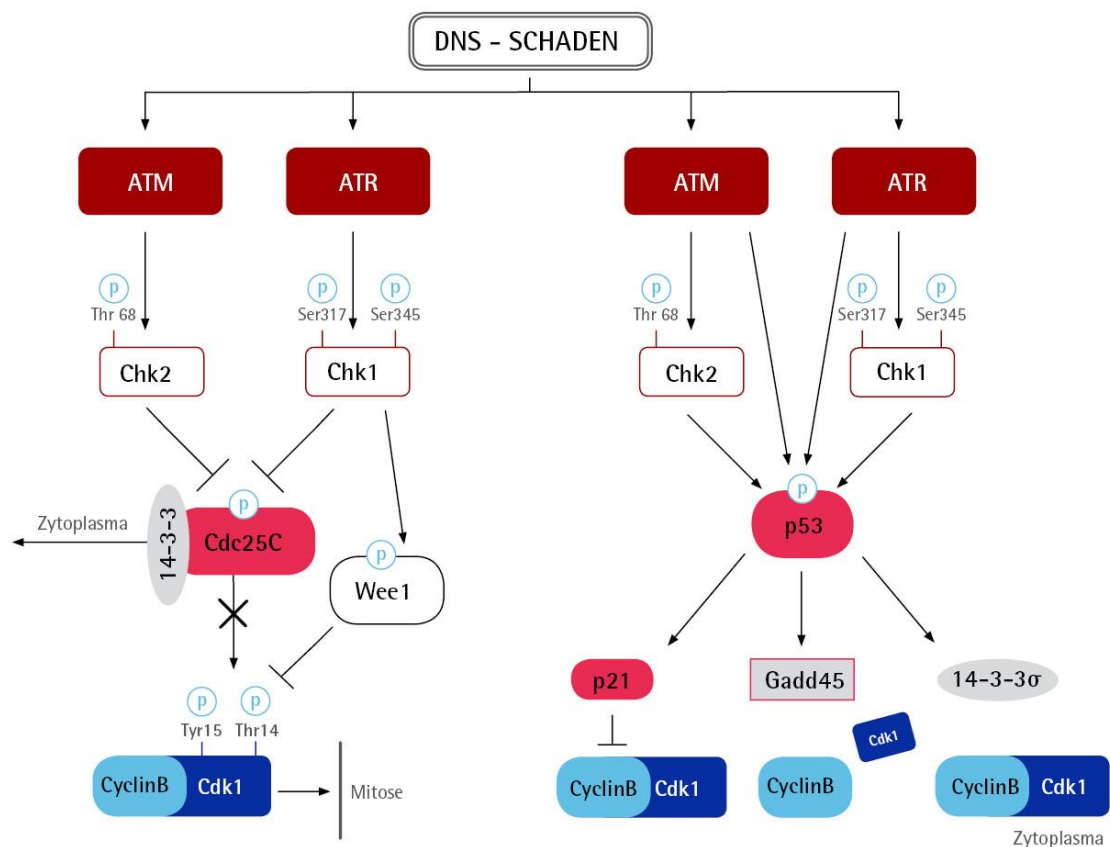 DNS - SCHADEN
ATM
ATR
ATM
ATR
p
p
p
p
p
p
Thr 68
Ser317
Ser345
Thr 68
Ser317
Ser345
Chk2
Chk1
Chk2
Chk1
Zytoplasma
14-3-3
p
Cdc25C
p
Wee1
p
p53
p
p
Tyr15
Thr14
p21
Gadd45
14-3-3σ
CyclinB
Cdk1
Mitose
CyclinB
Cdk1
CyclinB
Cdk1
CyclinB
Cdk1
Zytoplasma